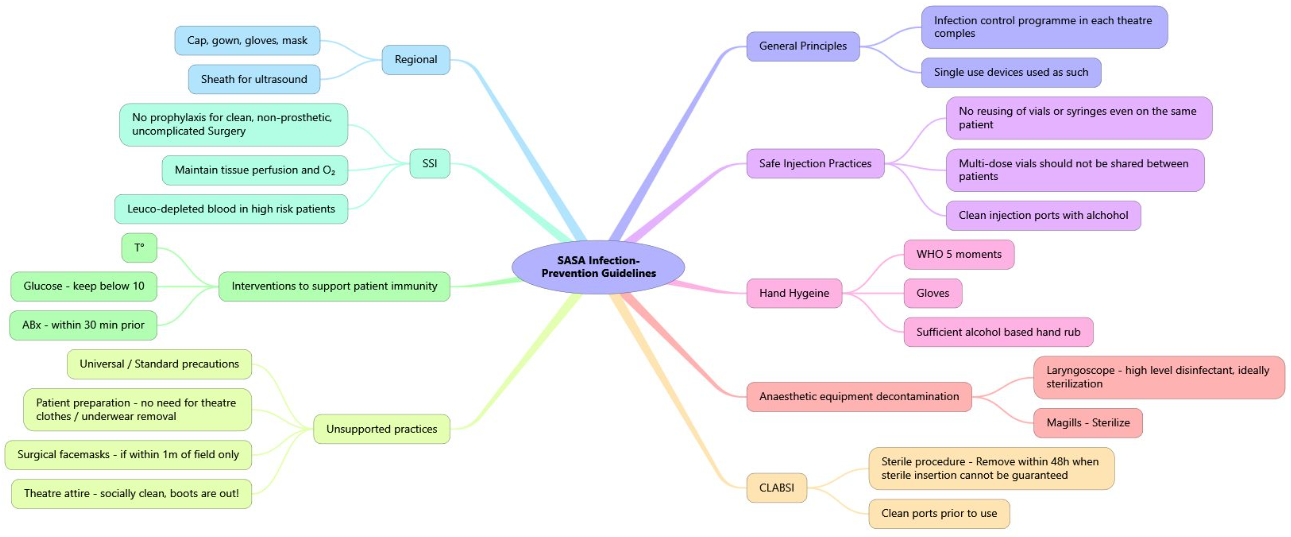 SASA Infection-
Prevention Guidelines
General Principles
Infection control programme in each theatre
comples
Single use devices used as such
Safe Injection Practices
No reusing of vials or syringes even on the same
patient
Multi-dose vials should not be shared between
patients
Clean injection ports with alchohol
Hand Hygeine
WHO 5 moments
Gloves
Sufficient alcohol based hand rub
Anaesthetic equipment decontamination
Laryngoscope - high level disinfectant, ideally
sterilization
Magills - Sterilize
CLABSI
Sterile procedure - Remove within 48h when
sterile insertion cannot be guaranteed
Clean ports prior to use
Regional
Cap, gown, gloves, mask
Sheath for ultrasound
SSI
No prophylaxis for clean, non-prosthetic,
uncomplicated Surgery
Maintain tissue perfusion and O₂
Leuco-depleted blood in high risk patients
Interventions to support patient immunity
T°
Glucose - keep below 10
ABx - within 30 min prior
Unsupported practices
Universal / Standard precautions
Patient preparation - no need for theatre
clothes / underwear removal
Surgical facemasks - if within 1m of field only
Theatre attire - socially clean, boots are out!